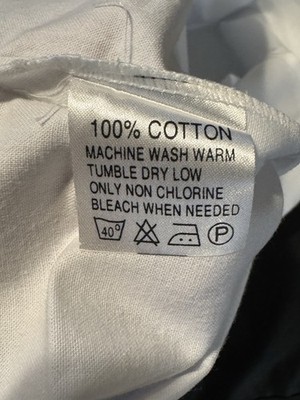 100% COTTON
MACHINE WASH WARM
TUMBLE DRY LOW
ONLY NON CHLORINE
BLEACH WHEN NEEDED
40° P